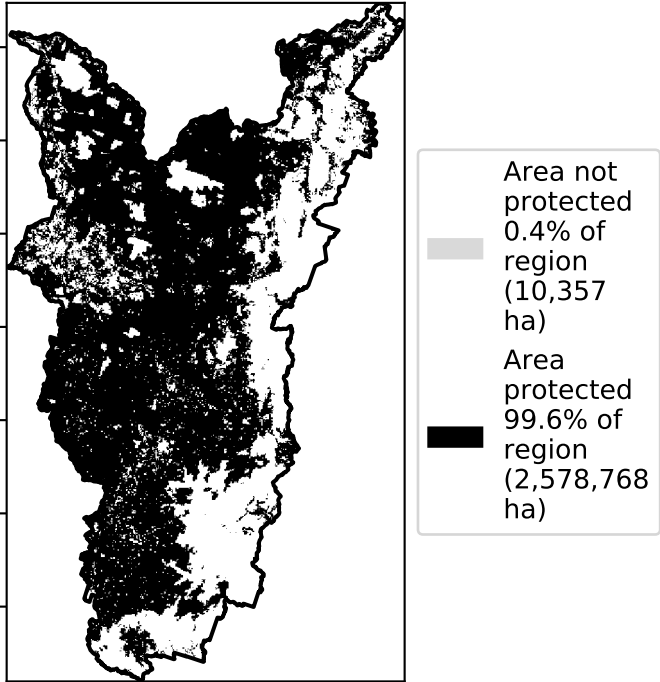 Area not
protected
0.4% of
region
(10,357
ha)
Area
protected
99.6% of
region
(2,578,768
ha)